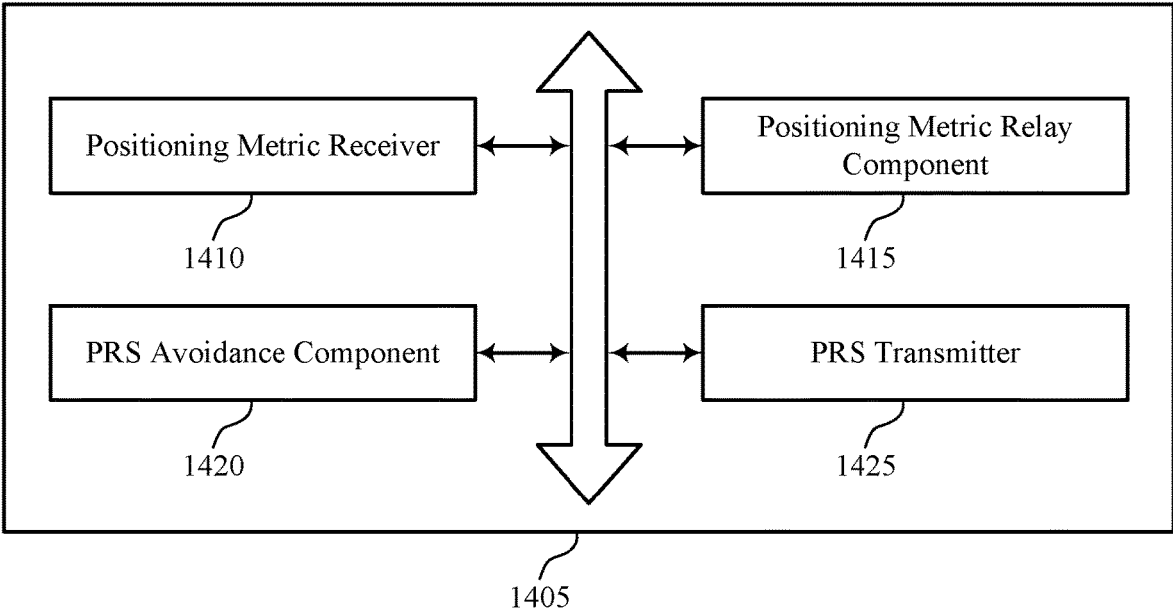 Positioning Metric Receiver
1410
Positioning Metric Relay
Component
1415
PRS Avoidance Component
1420
PRS Transmitter
1425
1405